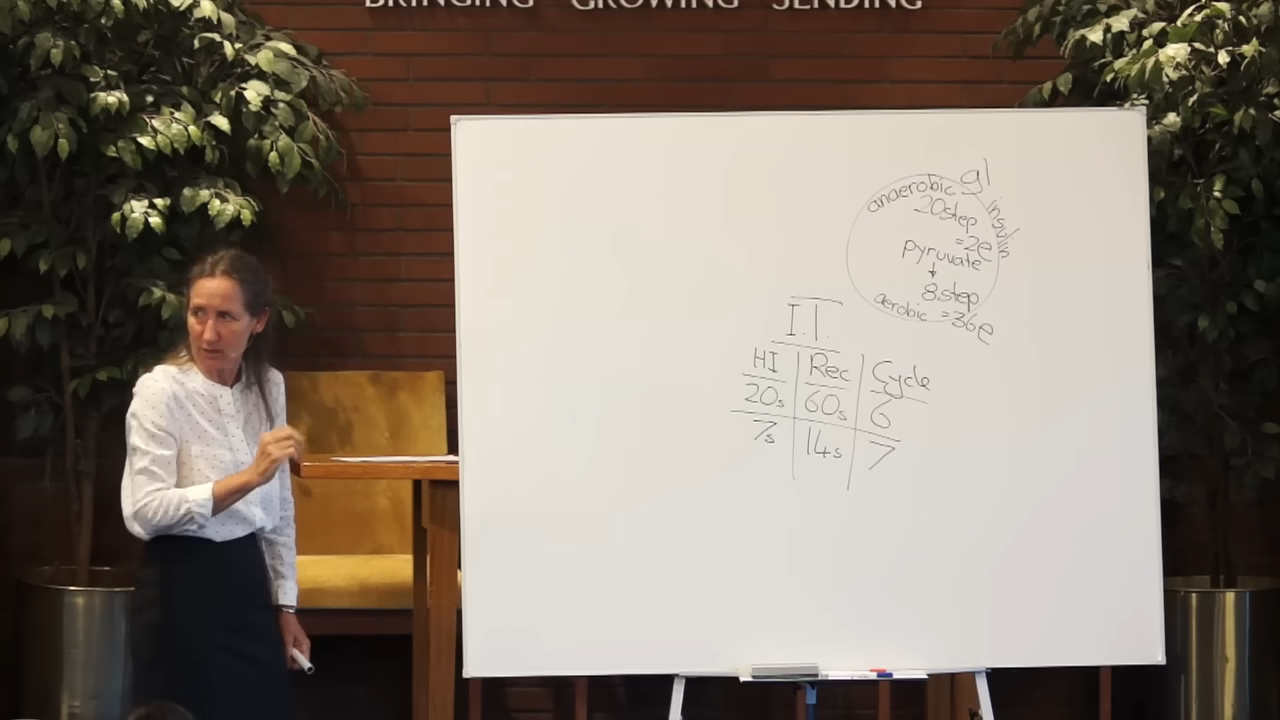 BRINGING GROWING SENDING
anaerobic gl
insulin
20step
=2e
pyruvate
↓
8step
aerobic =36e
I.T.
HI Rec Cycle
20s 60s 6
7s 14s 7